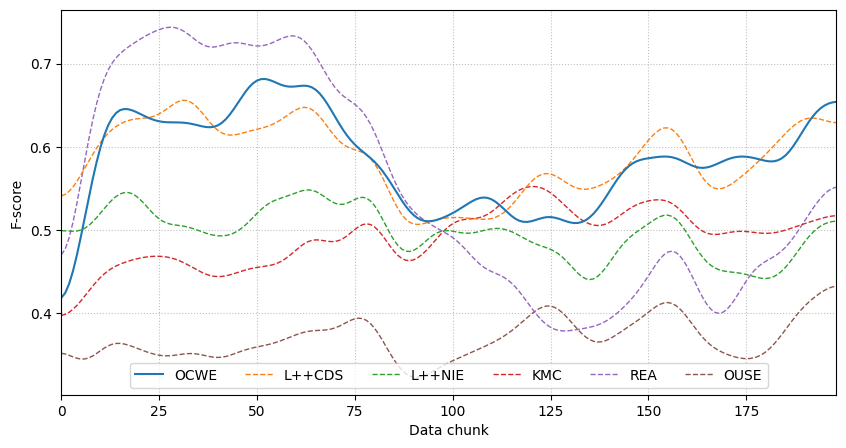 0.7
0.6
0.5
0.4
F-score
OCWE L++CDS L++NIE KMC REA OUSE
0 25 50 75 100 125 150 175
Data chunk